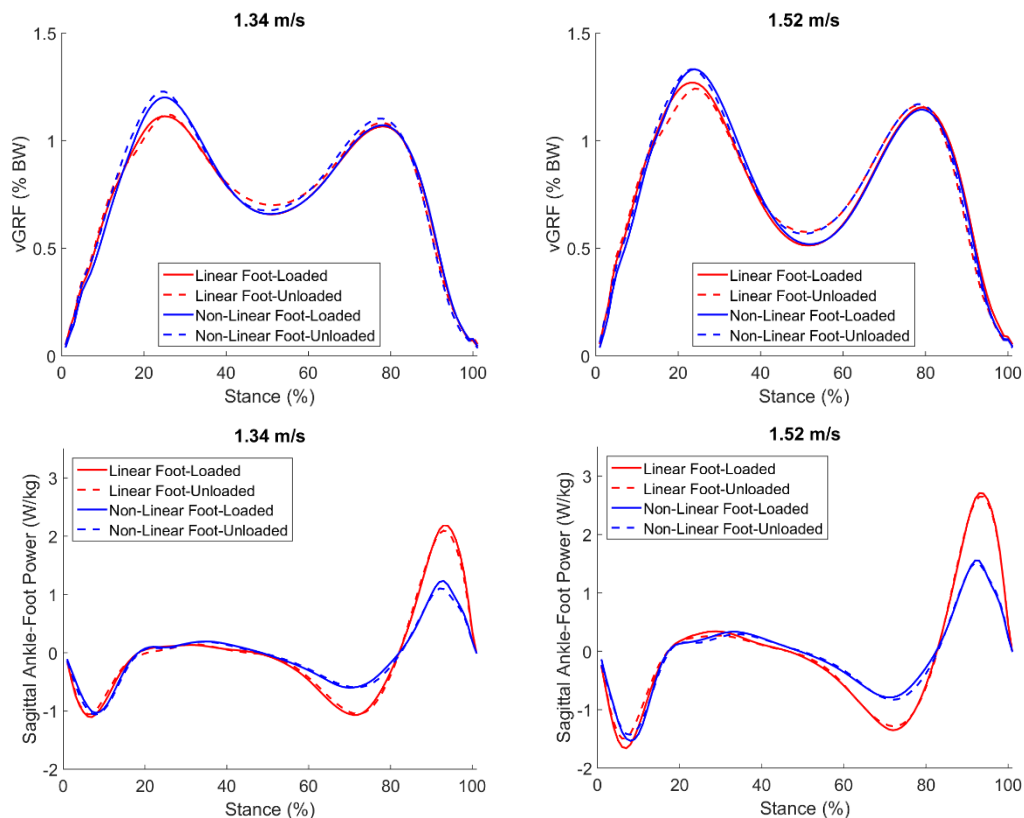 1.34 m/s
vGRF (% BW)
1.5
1
0.5
0
Linear Foot-Loaded
Linear Foot-Unloaded
Non-Linear Foot-Loaded
Non-Linear Foot-Unloaded
0 20 40 60 80 100
Stance (%)
1.52 m/s
vGRF (% BW)
1.5
1
0.5
0
Linear Foot-Loaded
Linear Foot-Unloaded
Non-Linear Foot-Loaded
Non-Linear Foot-Unloaded
0 20 40 60 80 100
Stance (%)
1.34 m/s
Sagittal Ankle-Foot Power (W/kg)
3
2
1
0
-1
-2
Linear Foot-Loaded
Linear Foot-Unloaded
Non-Linear Foot-Loaded
Non-Linear Foot-Unloaded
0 20 40 60 80 100
Stance (%)
1.52 m/s
Sagittal Ankle-Foot Power (W/kg)
3
2
1
0
-1
-2
Linear Foot-Loaded
Linear Foot-Unloaded
Non-Linear Foot-Loaded
Non-Linear Foot-Unloaded
0 20 40 60 80 100
Stance (%)